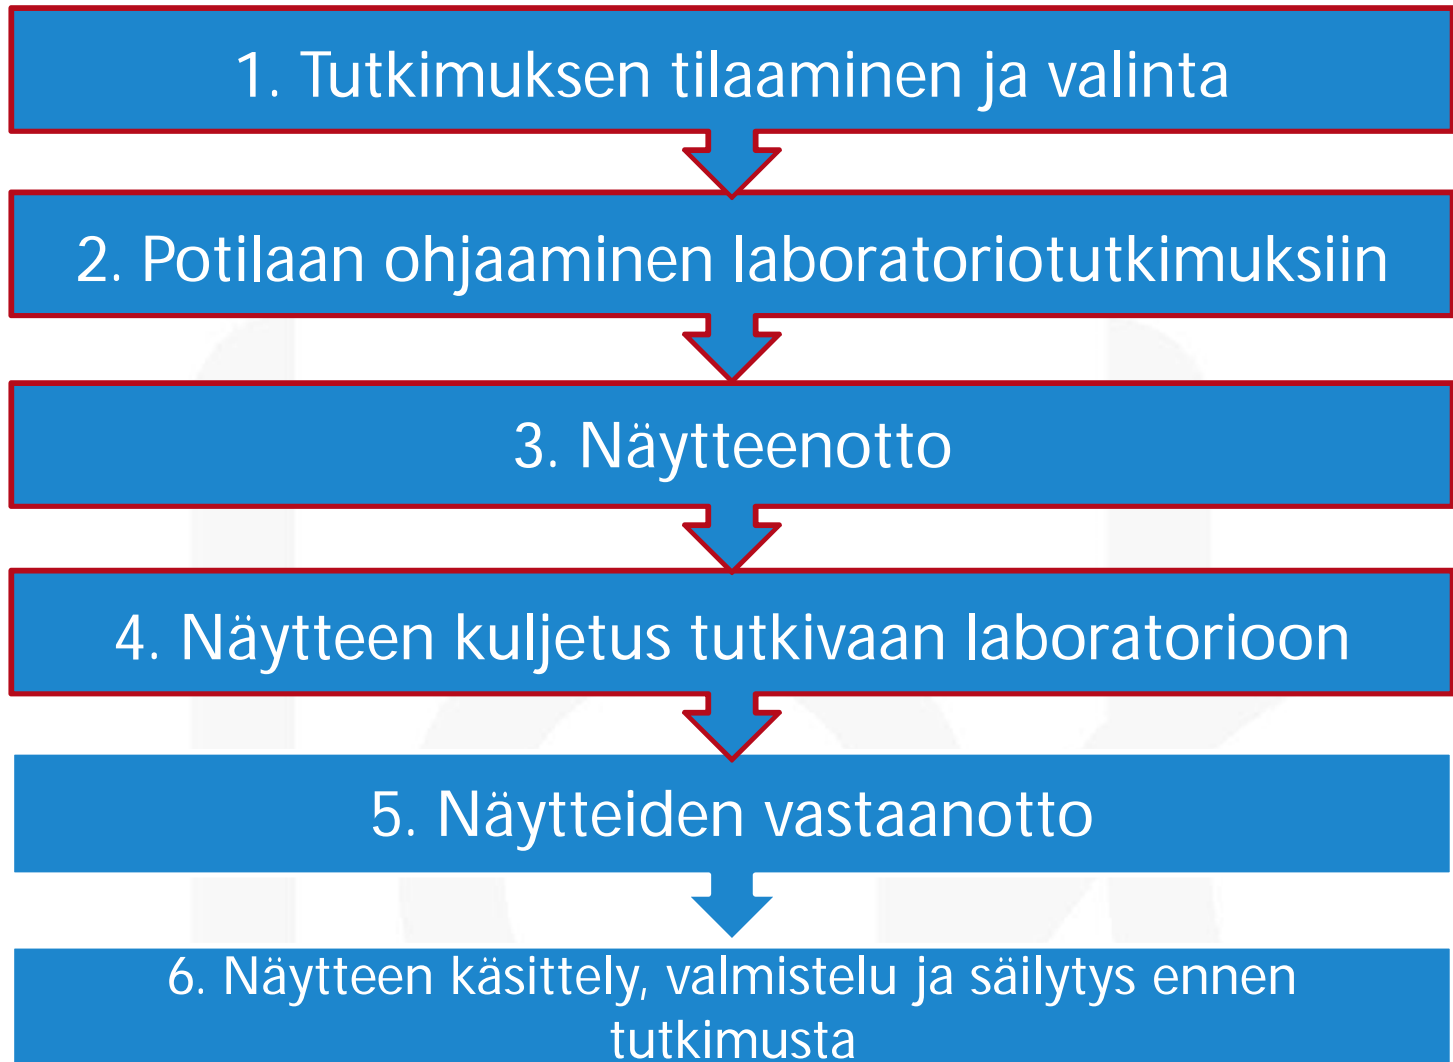 1. Tutkimuksen tilaaminen ja valinta
2. Potilaan ohjaaminen laboratoriotutkimuksiin
3. Näytteenotto
4. Näytteen kuljetus tutkivaan laboratorioon
5. Näytteiden vastaanotto
6. Näytteen käsittely, valmistelu ja säilytys ennen
tutkimusta